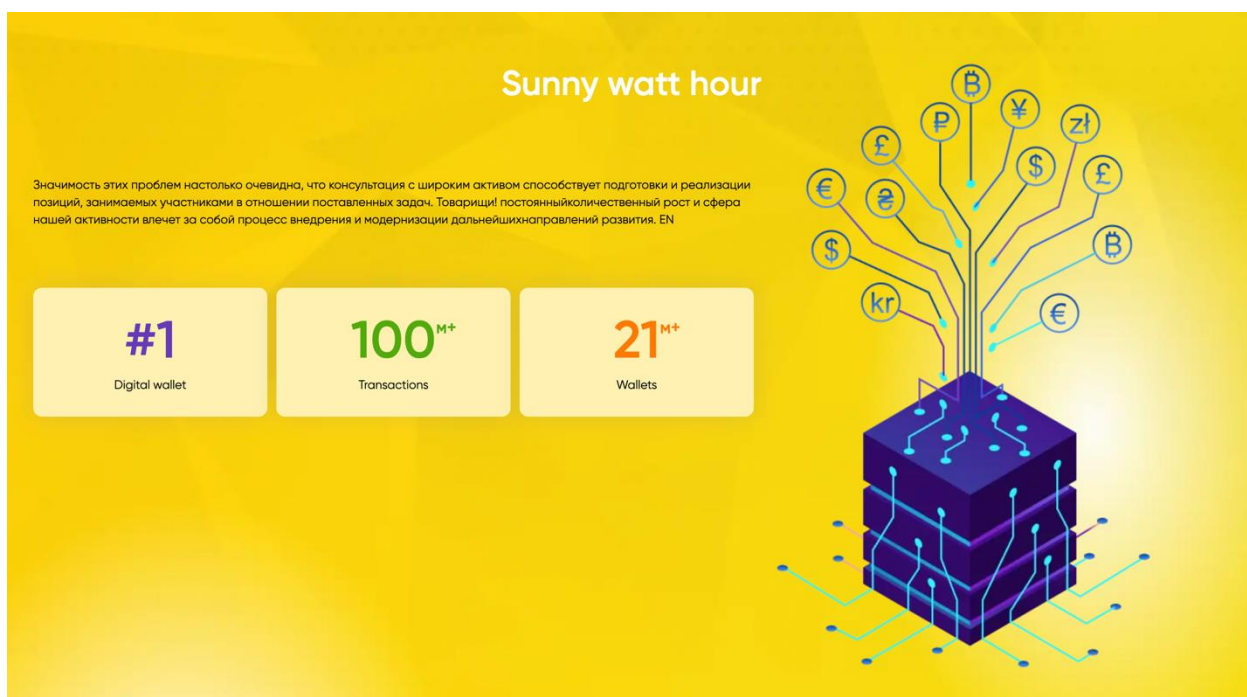 Sunny watt hour
Значимость этих проблем настолько очевидна, что консультация с широким активом способствует подготовки и реализации
позиций, занимаемых участниками в отношении поставленных задач. Товарищи! постоянныйколичественный рост и сфера
нашей активности влечет за собой процесс внедрения и модернизации дальнейшихнаправлений развития. EN
#1
Digital wallet
100M+
Transactions
21M+
Wallets
₿
₽
¥
zł
£
$
£
€
₴
$
₿
kr
€